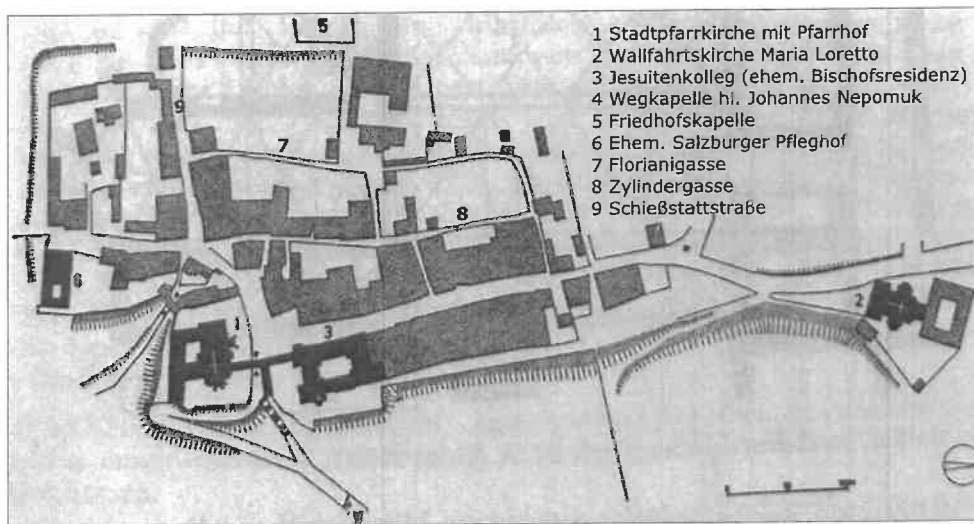 5
1 Stadtpfarrkirche mit Pfarrhof
2 Wallfahrtskirche Maria Loretto
3 Jesuitenkolleg (ehem. Bischofsresidenz)
4 Wegkapelle hl. Johannes Nepomuk
5 Friedhofskapelle
6 Ehem. Salzburger Pfleghof
7 Florianigasse
8 Zylindergasse
9 Schießstattstraße
9
7
8
6
2
1
3